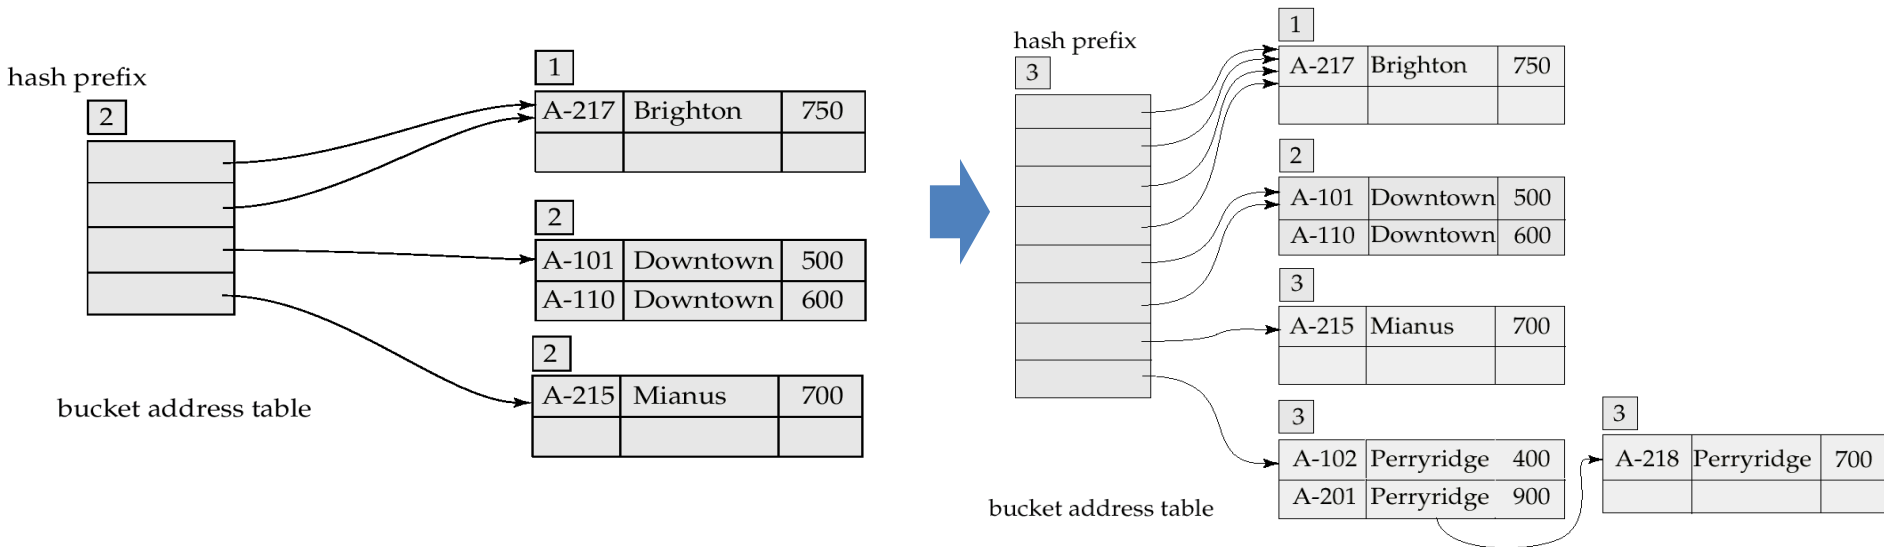 hash prefix
2
1
A-217 Brighton 750
2
A-101 Downtown 500
A-110 Downtown 600
2
A-215 Mianus 700
bucket address table
hash prefix
3
1
A-217 Brighton 750
2
A-101 Downtown 500
A-110 Downtown 600
3
A-215 Mianus 700
3
A-102 Perryridge 400
A-201 Perryridge 900
3
A-218 Perryridge 700
bucket address table